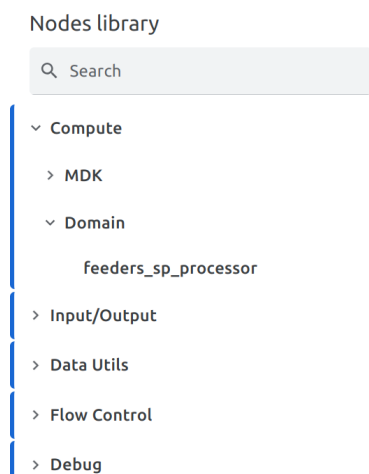 Nodes library
Search
Compute
MDK
Domain
feeders_sp_processor
Input/Output
Data Utils
Flow Control
Debug